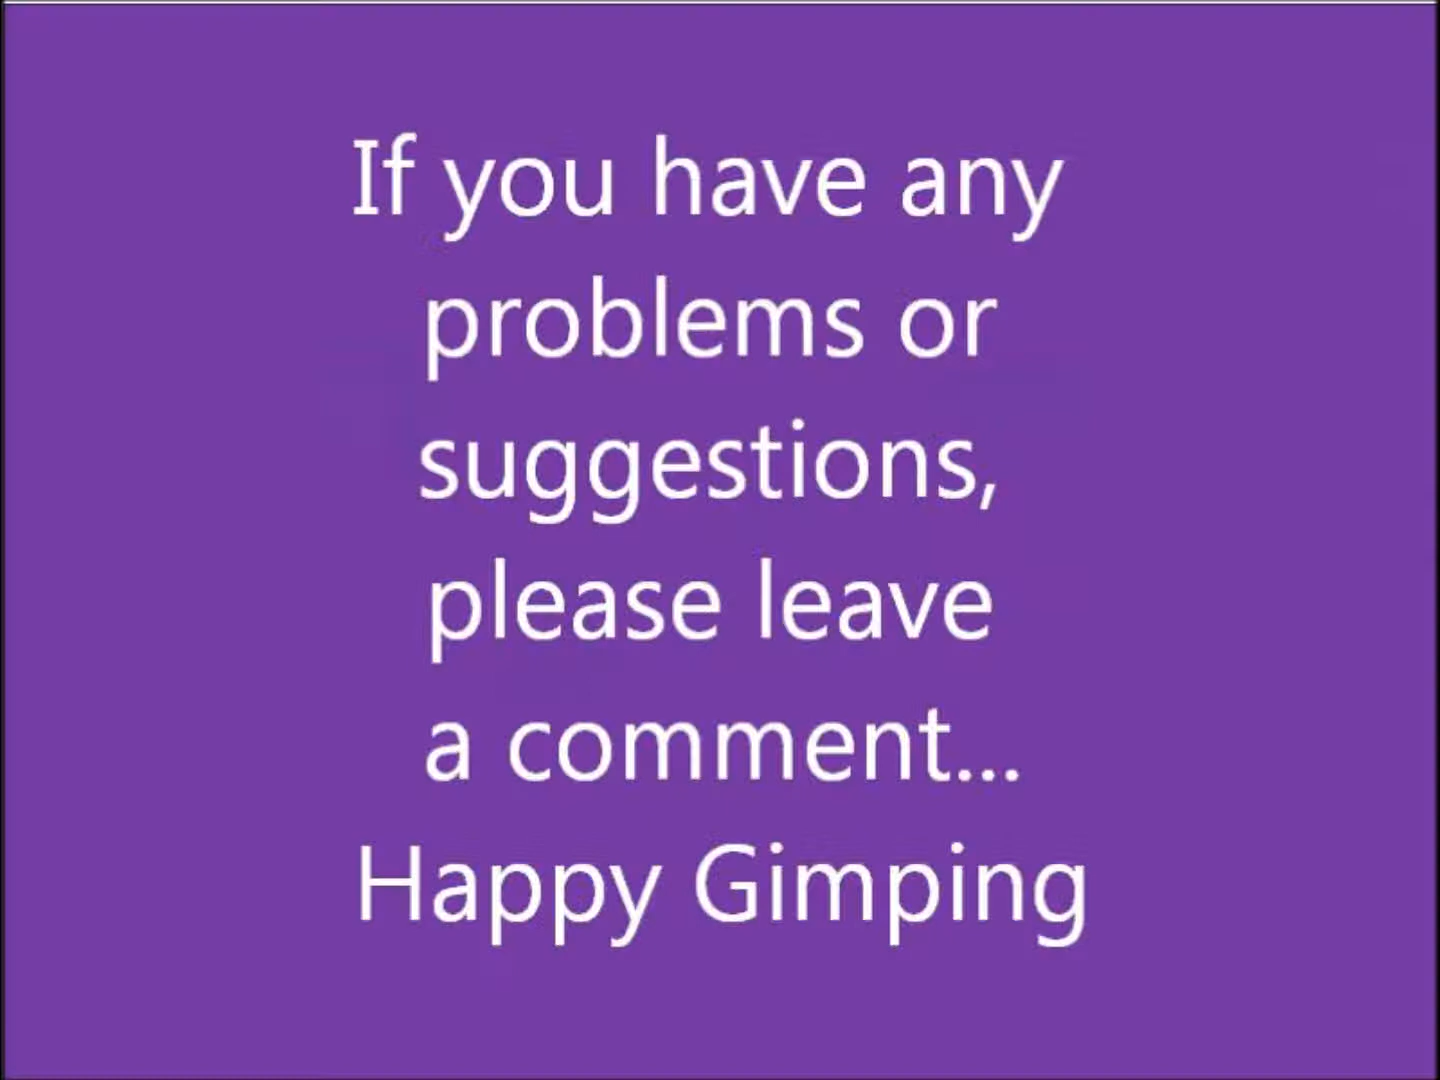 If you have any
problems or
suggestions,
please leave
a comment...
Happy Gimping